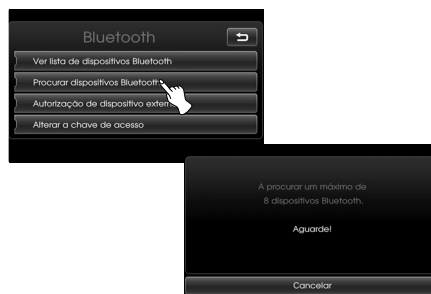 Bluetooth
Ver lista de dispositivos Bluetooth
Procurar dispositivos Bluetooth
Autorização de dispositivo extern
Alterar a chave de acesso
A procurar um máximo de
8 dispositivos Bluetooth.
Aguarde!
Cancelar